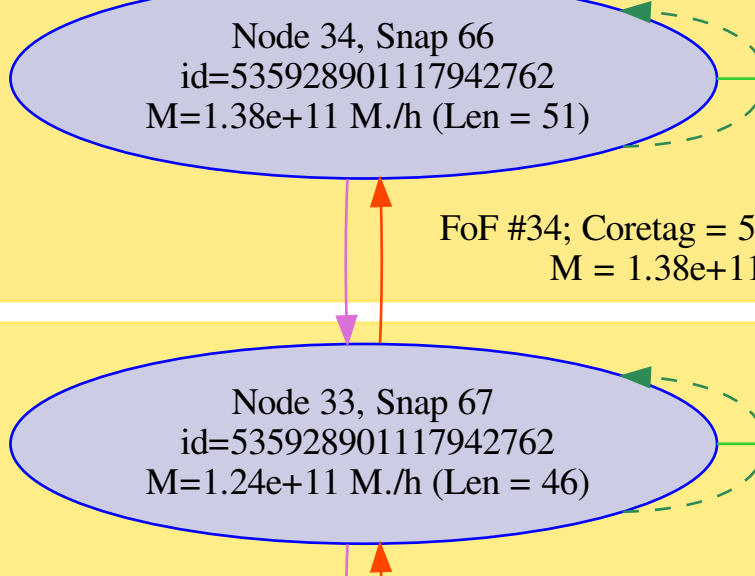 Node 34, Snap 66
id=535928901117942762
M=1.38e+11 M./h (Len = 51)
FoF #34; Coretag = 5
M = 1.38e+11
Node 33, Snap 67
id=535928901117942762
M=1.24e+11 M./h (Len = 46)